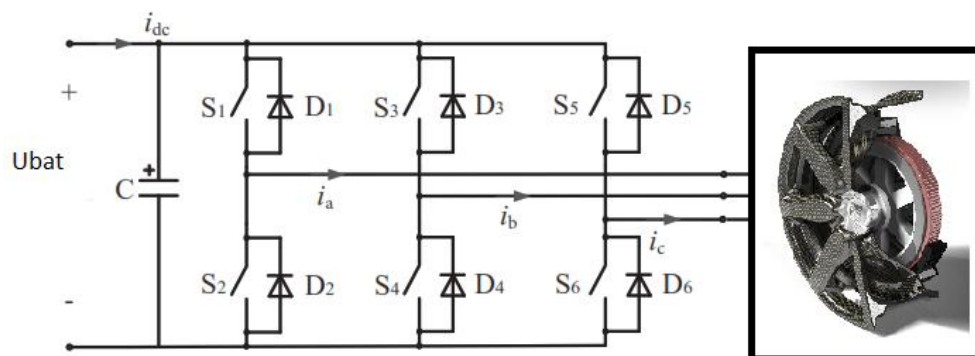 i_dc
+
S1 D1 S3 D3 S5 D5
Ubat
+
C
i_a
i_b
i_c
S2 D2 S4 D4 S6 D6
-